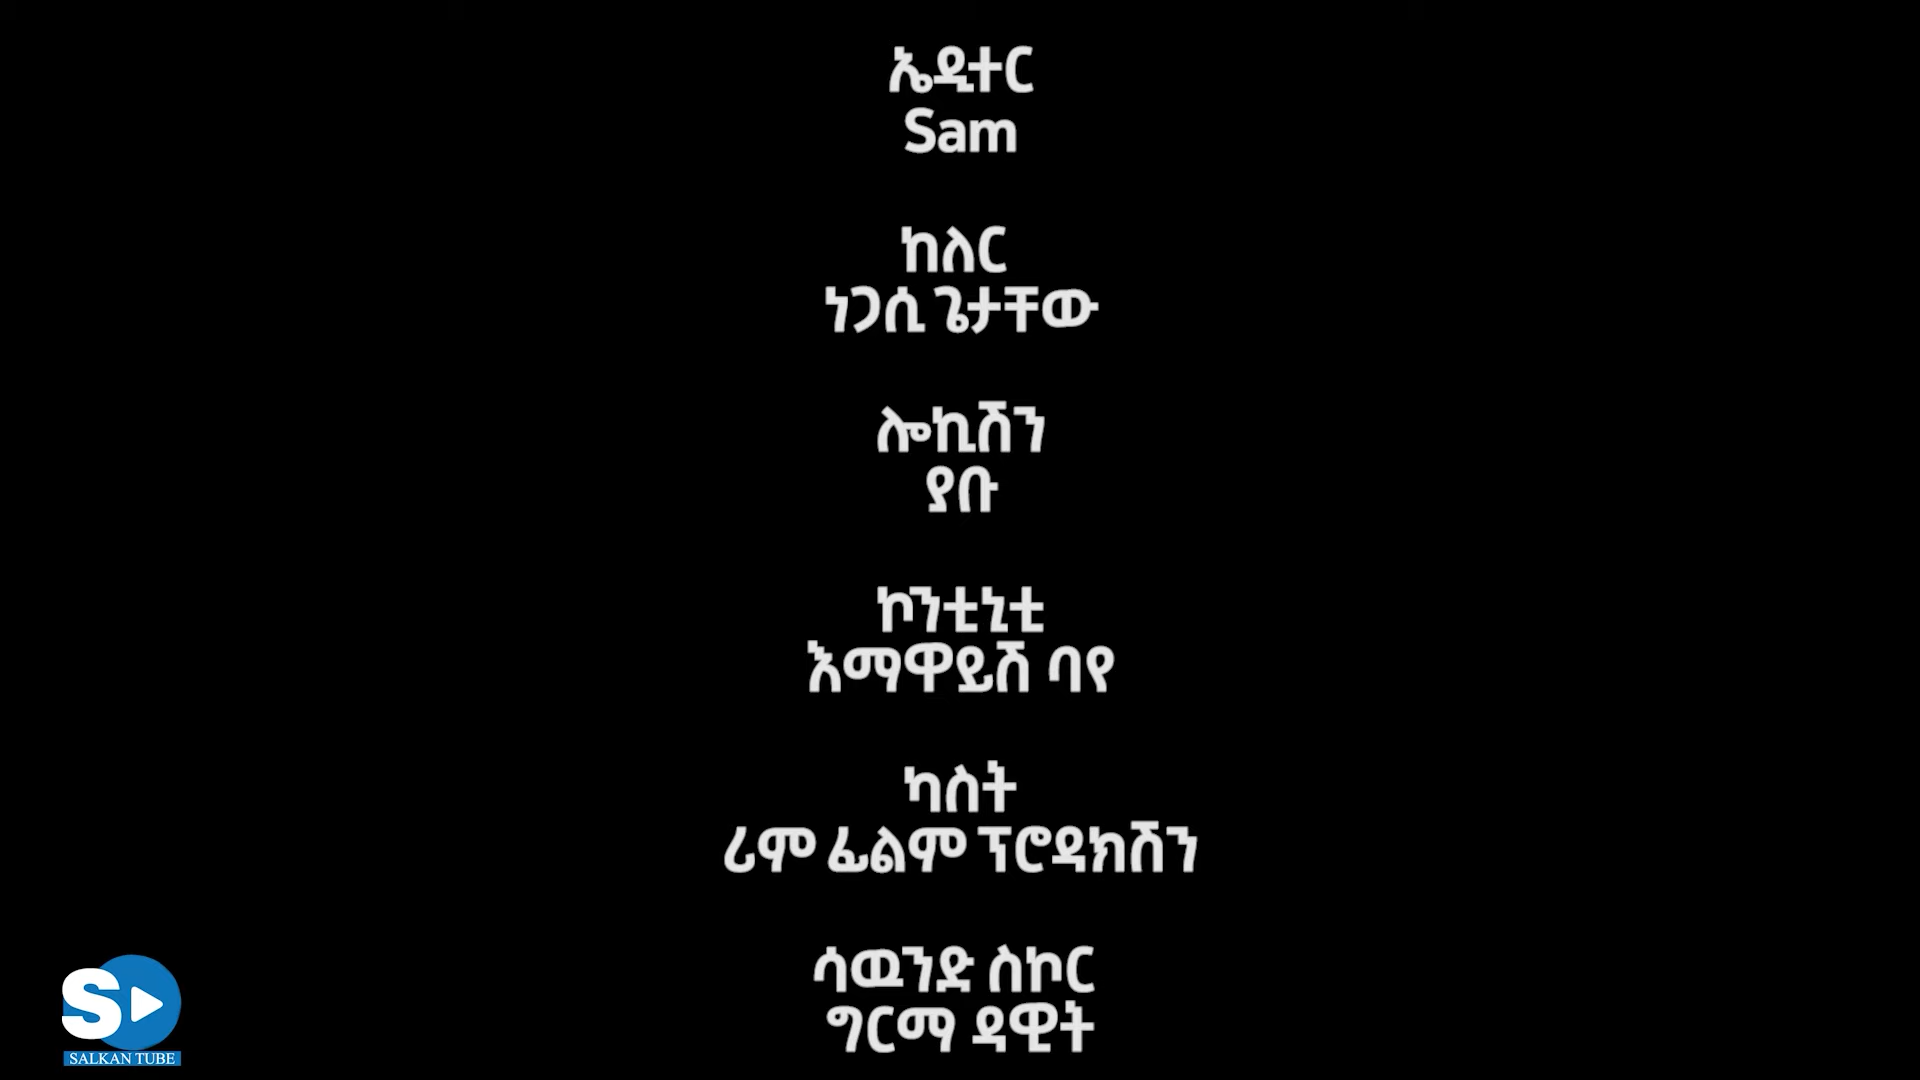 ኤዲተር
Sam
ከለር
ነጋሲ ጌታቸው
ሎኪሽን
ያቡ
ኮንቲኒቲ
እማዋይሽ ባየ
ካስት
ሪም ፊልም ፕሮዳክሽን
ሳዉንድ ስኮር
ግርማ ዳዊት
SALKAN TUBE